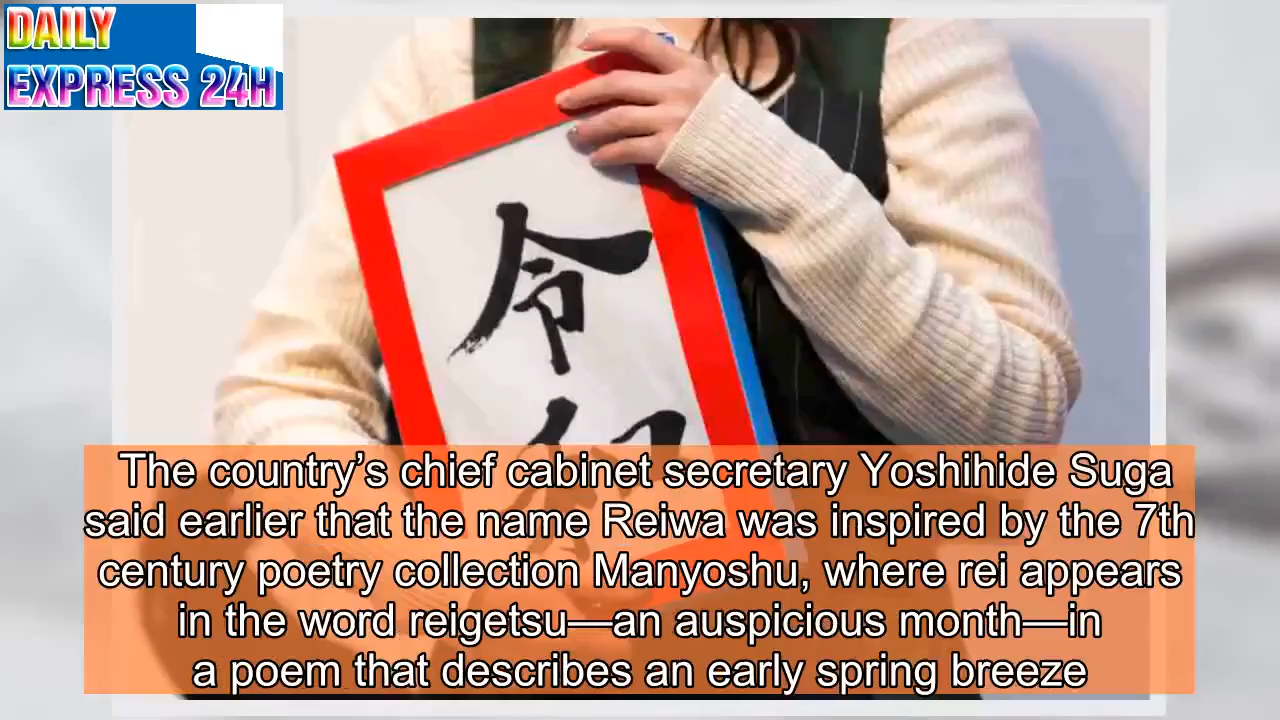 DAILY
EXPRESS 24H
令
和
The country’s chief cabinet secretary Yoshihide Suga
said earlier that the name Reiwa was inspired by the 7th
century poetry collection Manyoshu, where rei appears
in the word reigetsu—an auspicious month—in
a poem that describes an early spring breeze